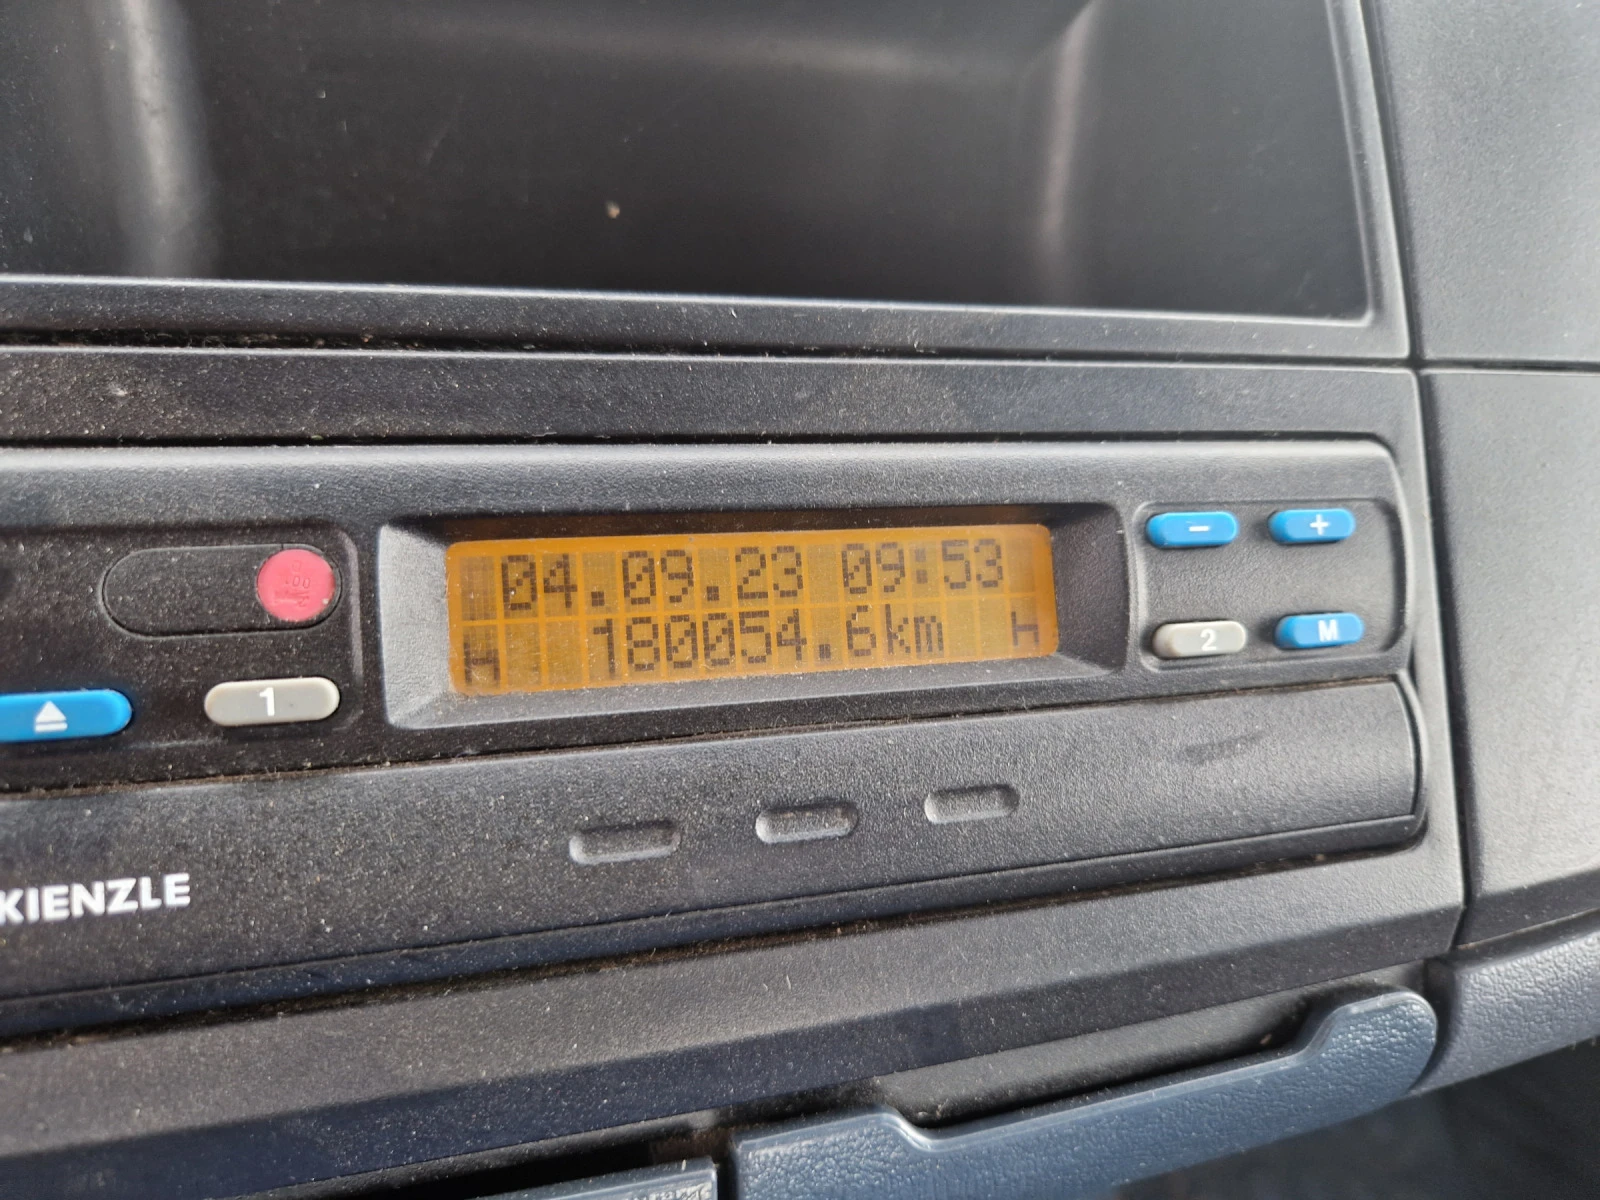 04.09.23 09:53
180054.6km
- +
2 M
1
KIENZLE